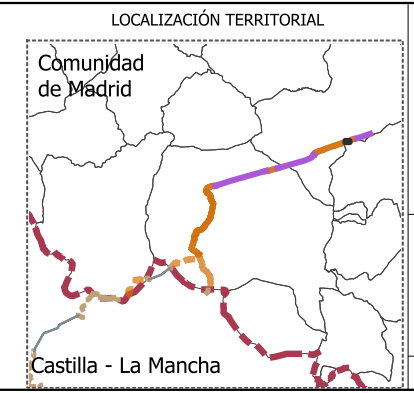 LOCALIZACIÓN TERRITORIAL
Comunidad
de Madrid
Castilla - La Mancha